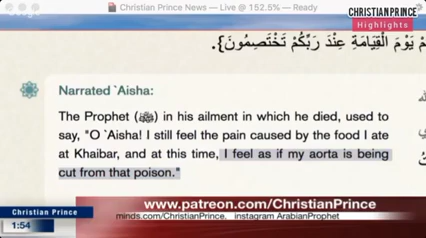 Christian Prince News — Live @ 152.5% — Ready
CHRISTIANPRINCE
Highlights
مْ يَوْمَ الْقِيَامَةِ عِنْدَ رَبِّكُمْ تَخْتَصِمُونَ}.
Narrated `Aisha:
The Prophet (ﷺ) in his ailment in which he died, used to
say, "O `Aisha! I still feel the pain caused by the food I ate
at Khaibar, and at this time, I feel as if my aorta is being
cut from that poison."
Christian Prince
1:54
www.patreon.com/ChristianPrince
minds.com/ChristianPrince, instagram ArabianProphet